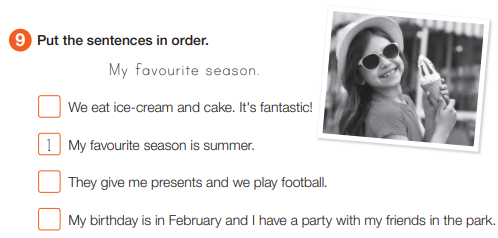 9 Put the sentences in order.
My favourite season.
We eat ice-cream and cake. It's fantastic!
1 My favourite season is summer.
They give me presents and we play football.
My birthday is in February and I have a party with my friends in the park.